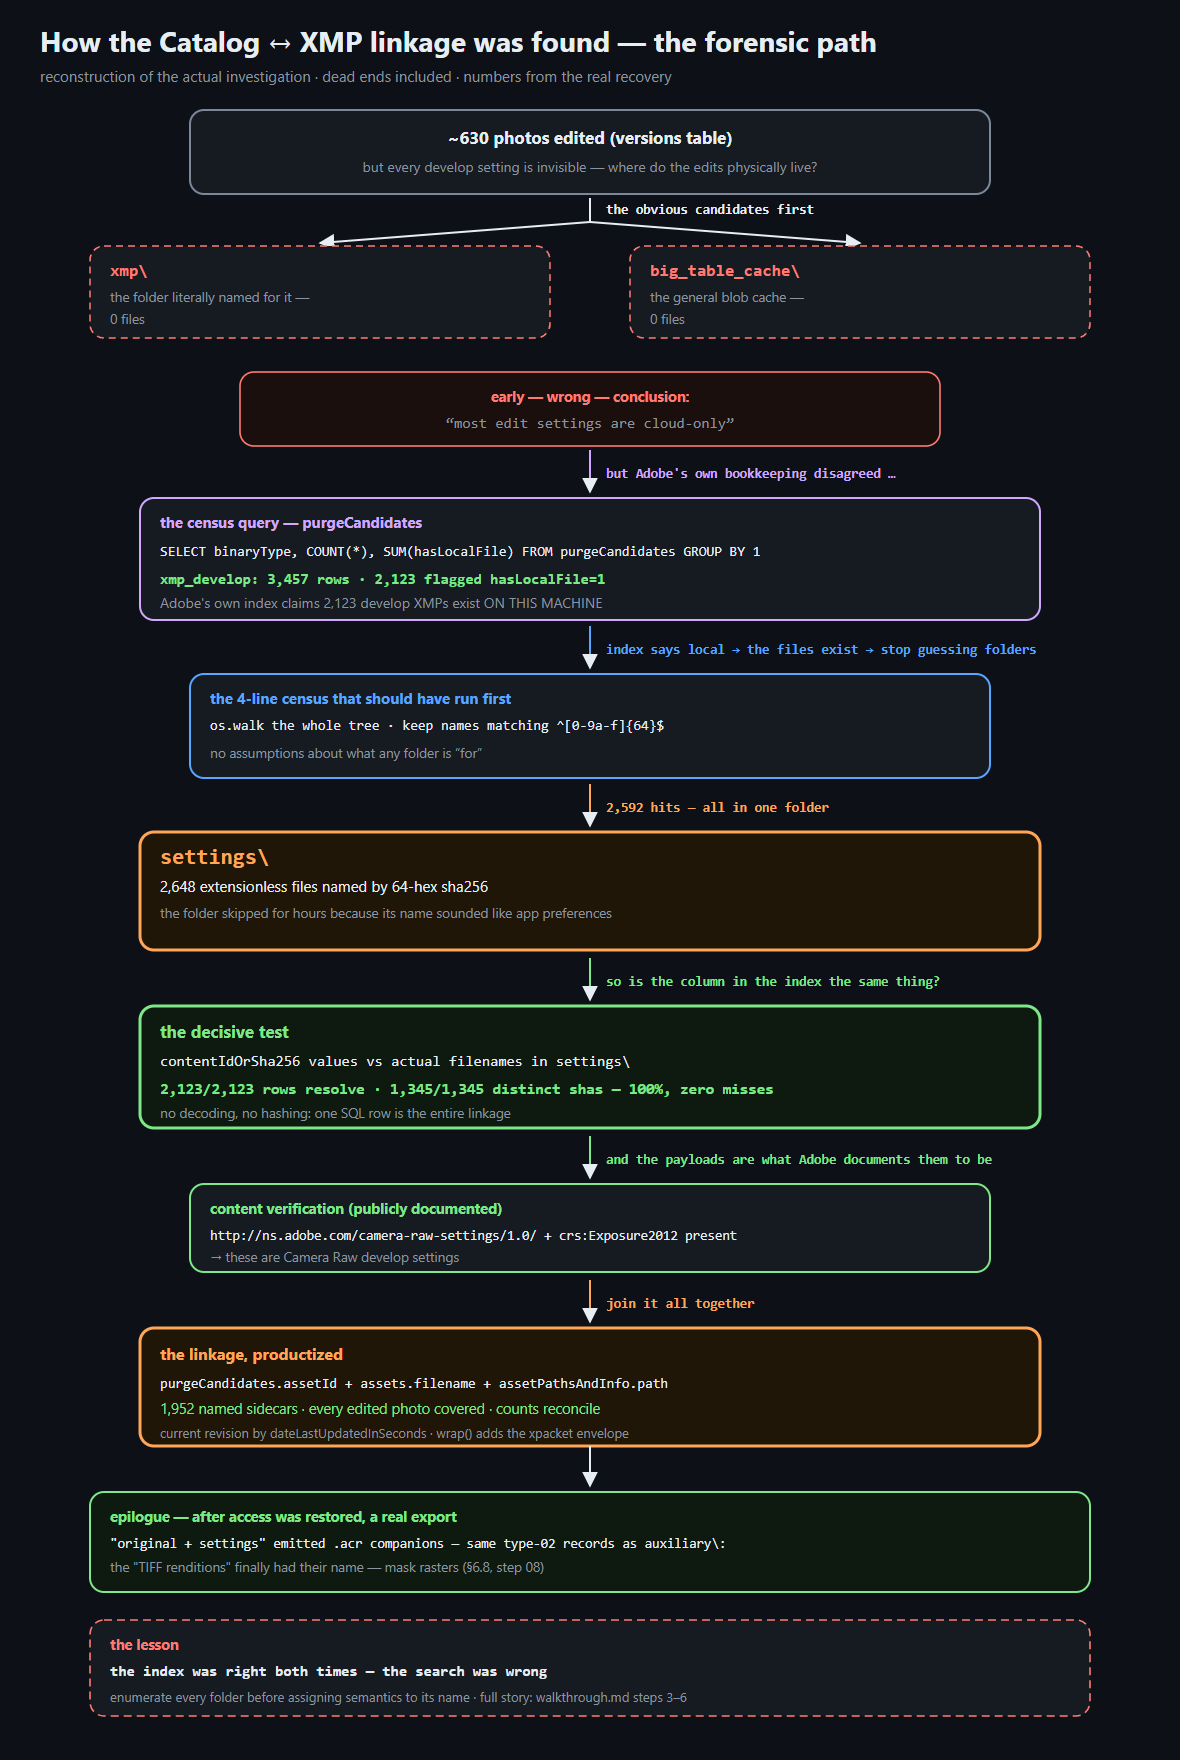 How the Catalog ↔ XMP linkage was found — the forensic path
reconstruction of the actual investigation · dead ends included · numbers from the real recovery
~630 photos edited (versions table)
but every develop setting is invisible — where do the edits physically live?
the obvious candidates first
xmp\
the folder literally named for it —
0 files
big_table_cache\
the general blob cache —
0 files
early — wrong — conclusion:
“most edit settings are cloud-only”
but Adobe's own bookkeeping disagreed …
the census query — purgeCandidates
SELECT binaryType, COUNT(*), SUM(hasLocalFile) FROM purgeCandidates GROUP BY 1
xmp_develop: 3,457 rows · 2,123 flagged hasLocalFile=1
Adobe's own index claims 2,123 develop XMPs exist ON THIS MACHINE
index says local → the files exist → stop guessing folders
the 4-line census that should have run first
os.walk the whole tree · keep names matching ^[0-9a-f]{64}$
no assumptions about what any folder is “for”
2,592 hits — all in one folder
settings\
2,648 extensionless files named by 64-hex sha256
the folder skipped for hours because its name sounded like app preferences
so is the column in the index the same thing?
the decisive test
contentIdOrSha256 values vs actual filenames in settings\
2,123/2,123 rows resolve · 1,345/1,345 distinct shas — 100%, zero misses
no decoding, no hashing: one SQL row is the entire linkage
and the payloads are what Adobe documents them to be
content verification (publicly documented)
http://ns.adobe.com/camera-raw-settings/1.0/ + crs:Exposure2012 present
→ these are Camera Raw develop settings
join it all together
the linkage, productized
purgeCandidates.assetId + assets.filename + assetPathsAndInfo.path
1,952 named sidecars · every edited photo covered · counts reconcile
current revision by dateLastUpdatedInSeconds · wrap() adds the xpacket envelope
epilogue — after access was restored, a real export
"original + settings" emitted .acr companions — same type-02 records as auxiliary\:
the "TIFF renditions" finally had their name — mask rasters (§6.8, step 08)
the lesson
the index was right both times — the search was wrong
enumerate every folder before assigning semantics to its name · full story: walkthrough.md steps 3–6